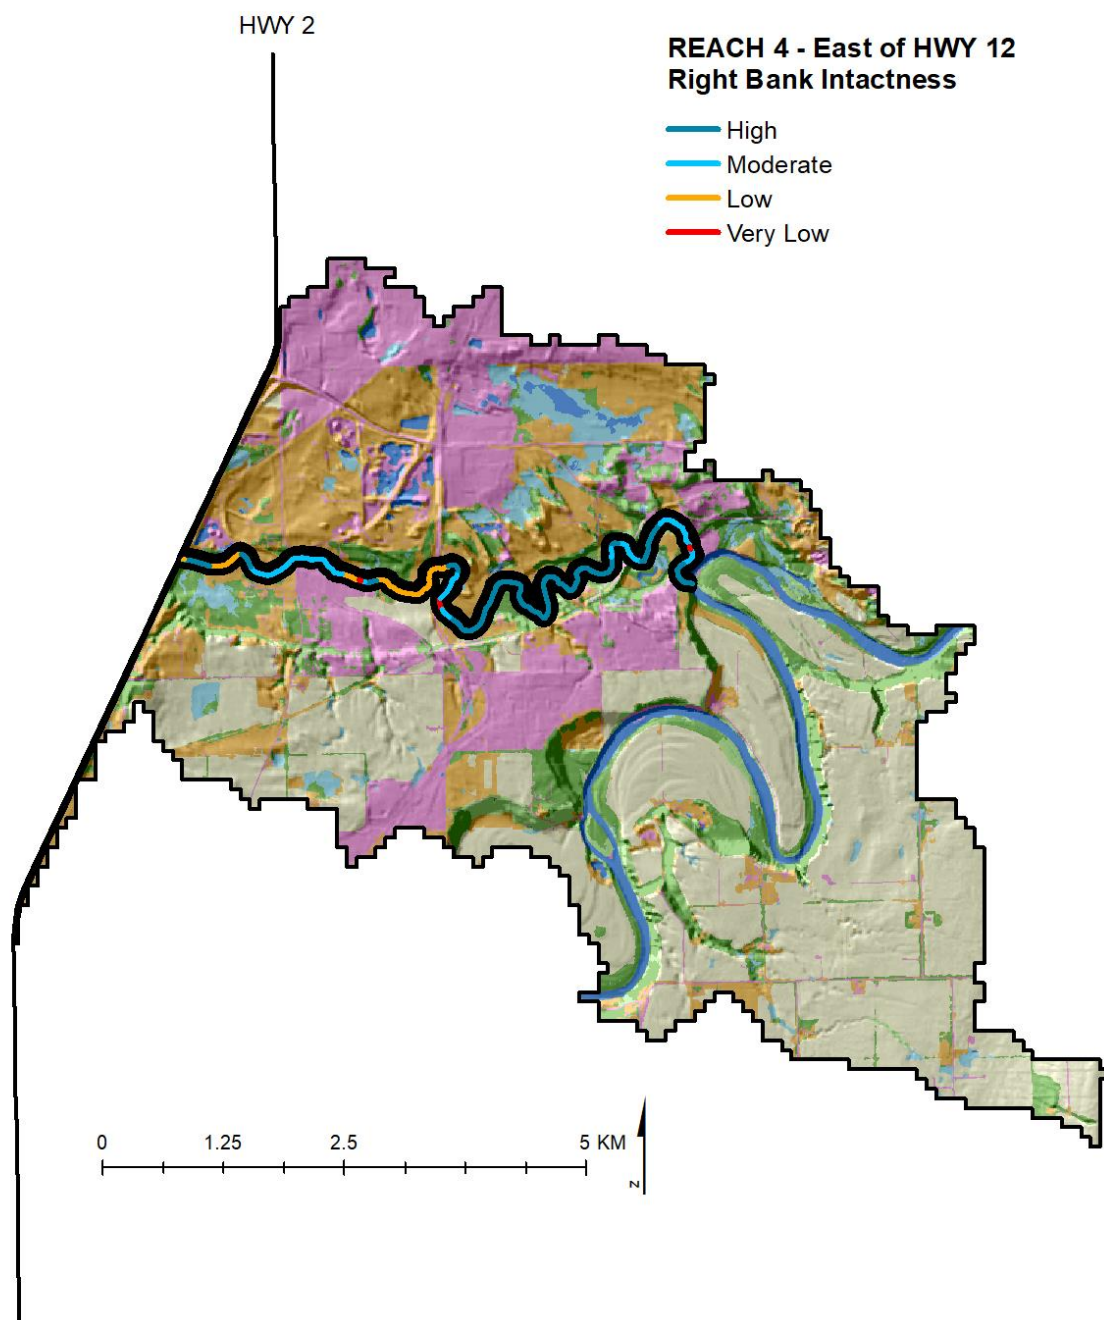 HWY 2
REACH 4 - East of HWY 12
Right Bank Intactness
High
Moderate
Low
Very Low
0 1.25 2.5 5 KM
z